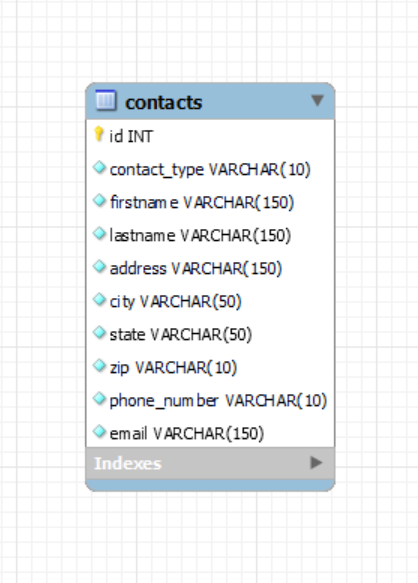 contacts
id INT
contact_type VARCHAR(10)
firstname VARCHAR(150)
lastname VARCHAR(150)
address VARCHAR(150)
city VARCHAR(50)
state VARCHAR(50)
zip VARCHAR(10)
phone_number VARCHAR(10)
email VARCHAR(150)
Indexes